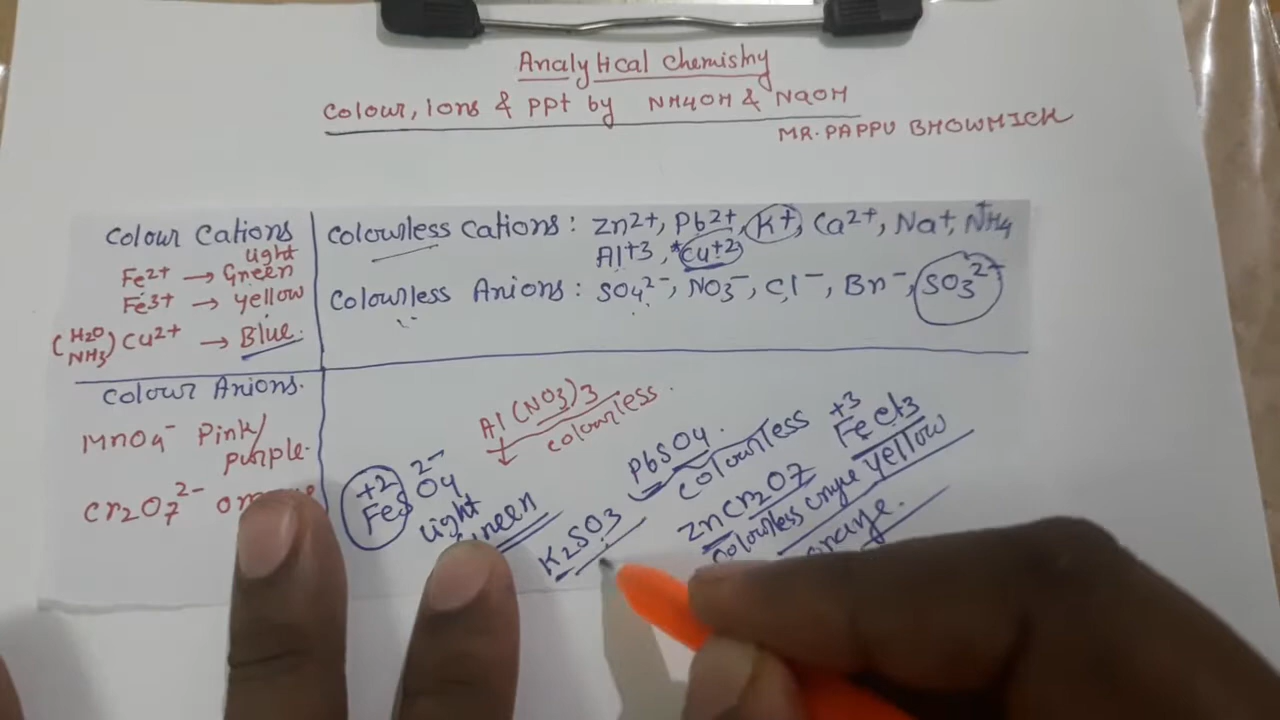 Analytical Chemistry
Colour, Ions & PPt by NH4OH & NaOH
MR. PAPPU BHOWMICK
Colour Cations
Fe2+ → light Green
Fe3+ → yellow
(H2O NH3) Cu2+ → Blue.
Colourless Cations: Zn2+, Pb2+, K+, Ca2+, Na+, NH4+
Al+3, *Cu+2
Colourless Anions: SO4 2-, NO3-, Cl-, Br-, SO3 2-
Colour Anions.
MnO4- Pink/
Purple.
Cr2O7 2-
Al(NO3)3
colourless.
+2 2-
FeSO4
light
Green
K2SO3
PbSO4.
colourless
+3
FeCl3
yellow
ZnCr2O7
colourless
orange.